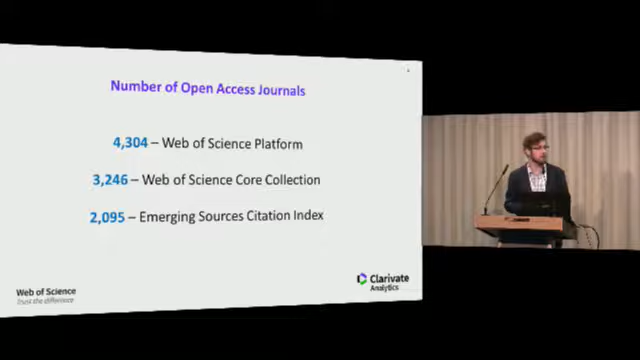 Number of Open Access Journals
4,304 – Web of Science Platform
3,246 – Web of Science Core Collection
2,095 – Emerging Sources Citation Index
Web of Science
Trust the difference
Clarivate
Analytics